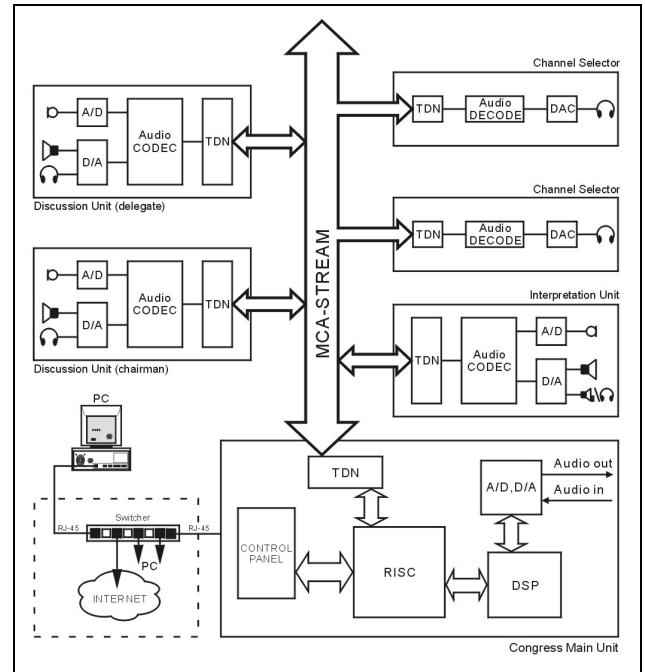 Channel Selector
TDN
Audio
DECODE
DAC
A/D
Audio
CODEC
D/A
TDN
Discussion Unit (delegate)
Channel Selector
TDN
Audio
DECODE
DAC
A/D
Audio
CODEC
D/A
TDN
Discussion Unit (chairman)
MCA-STREAM
Interpretation Unit
TDN
Audio
CODEC
A/D
D/A
PC
RJ-45
Switcher
RJ-45
PC
INTERNET
TDN
CONTROL
PANEL
RISC
A/D,D/A
Audio out
Audio in
DSP
Congress Main Unit